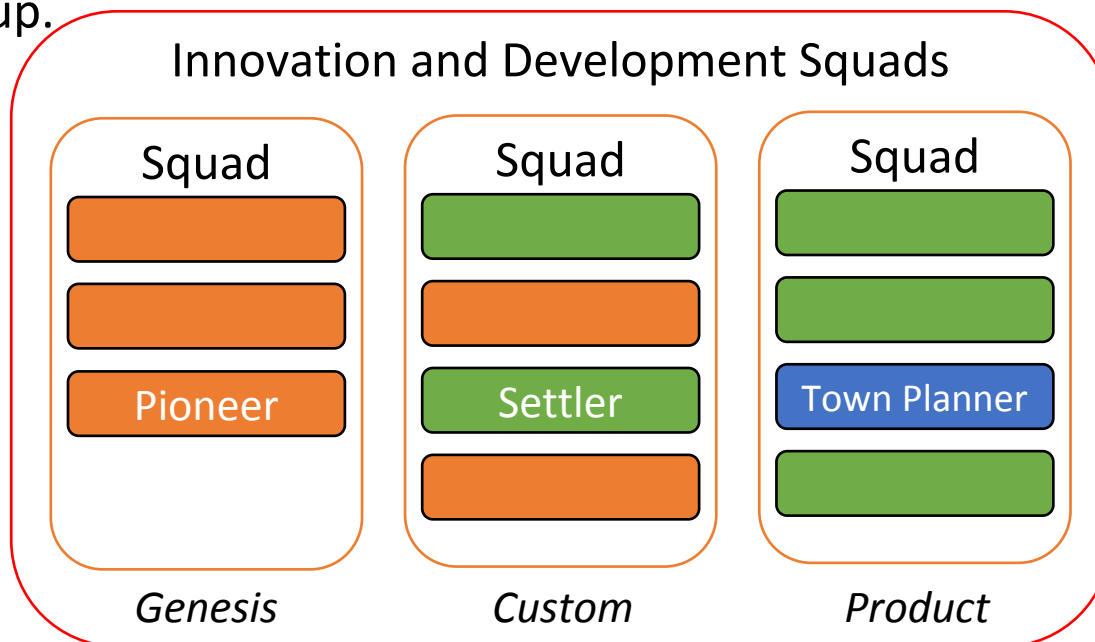 up.
Innovation and Development Squads
Squad Squad Squad
Pioneer Settler Town Planner
Genesis Custom Product